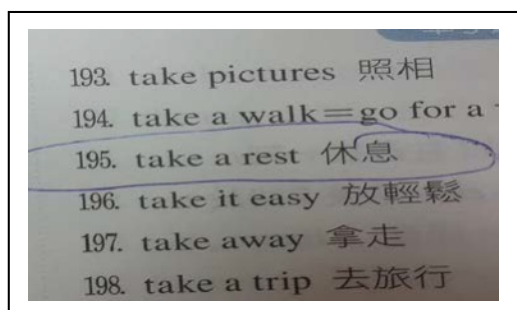 193. take pictures 照相
194. take a walk=go for a
195. take a rest 休息
196. take it easy 放輕鬆
197. take away 拿走
198. take a trip 去旅行